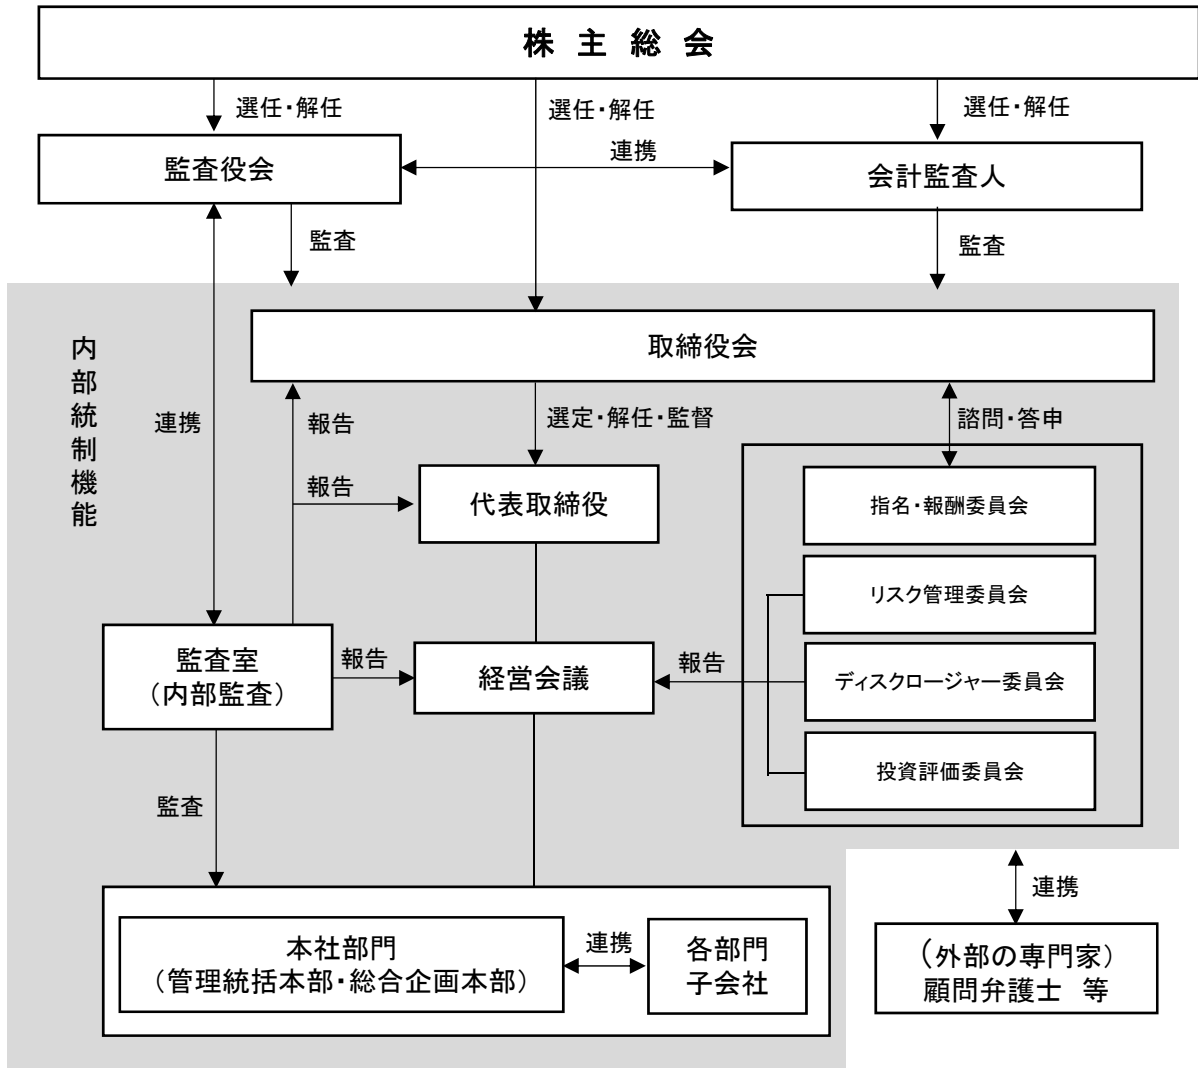 株 主 総 会
選任・解任
選任・解任
選任・解任
監査役会
連携
会計監査人
監査
監査
内部統制機能
取締役会
連携
報告
選定・解任・監督
諮問・答申
報告
代表取締役
指名・報酬委員会
リスク管理委員会
監査室
（内部監査）
報告
経営会議
報告
ディスクロージャー委員会
投資評価委員会
監査
連携
本社部門
（管理統括本部・総合企画本部）
連携
各部門
子会社
（外部の専門家）
顧問弁護士 等